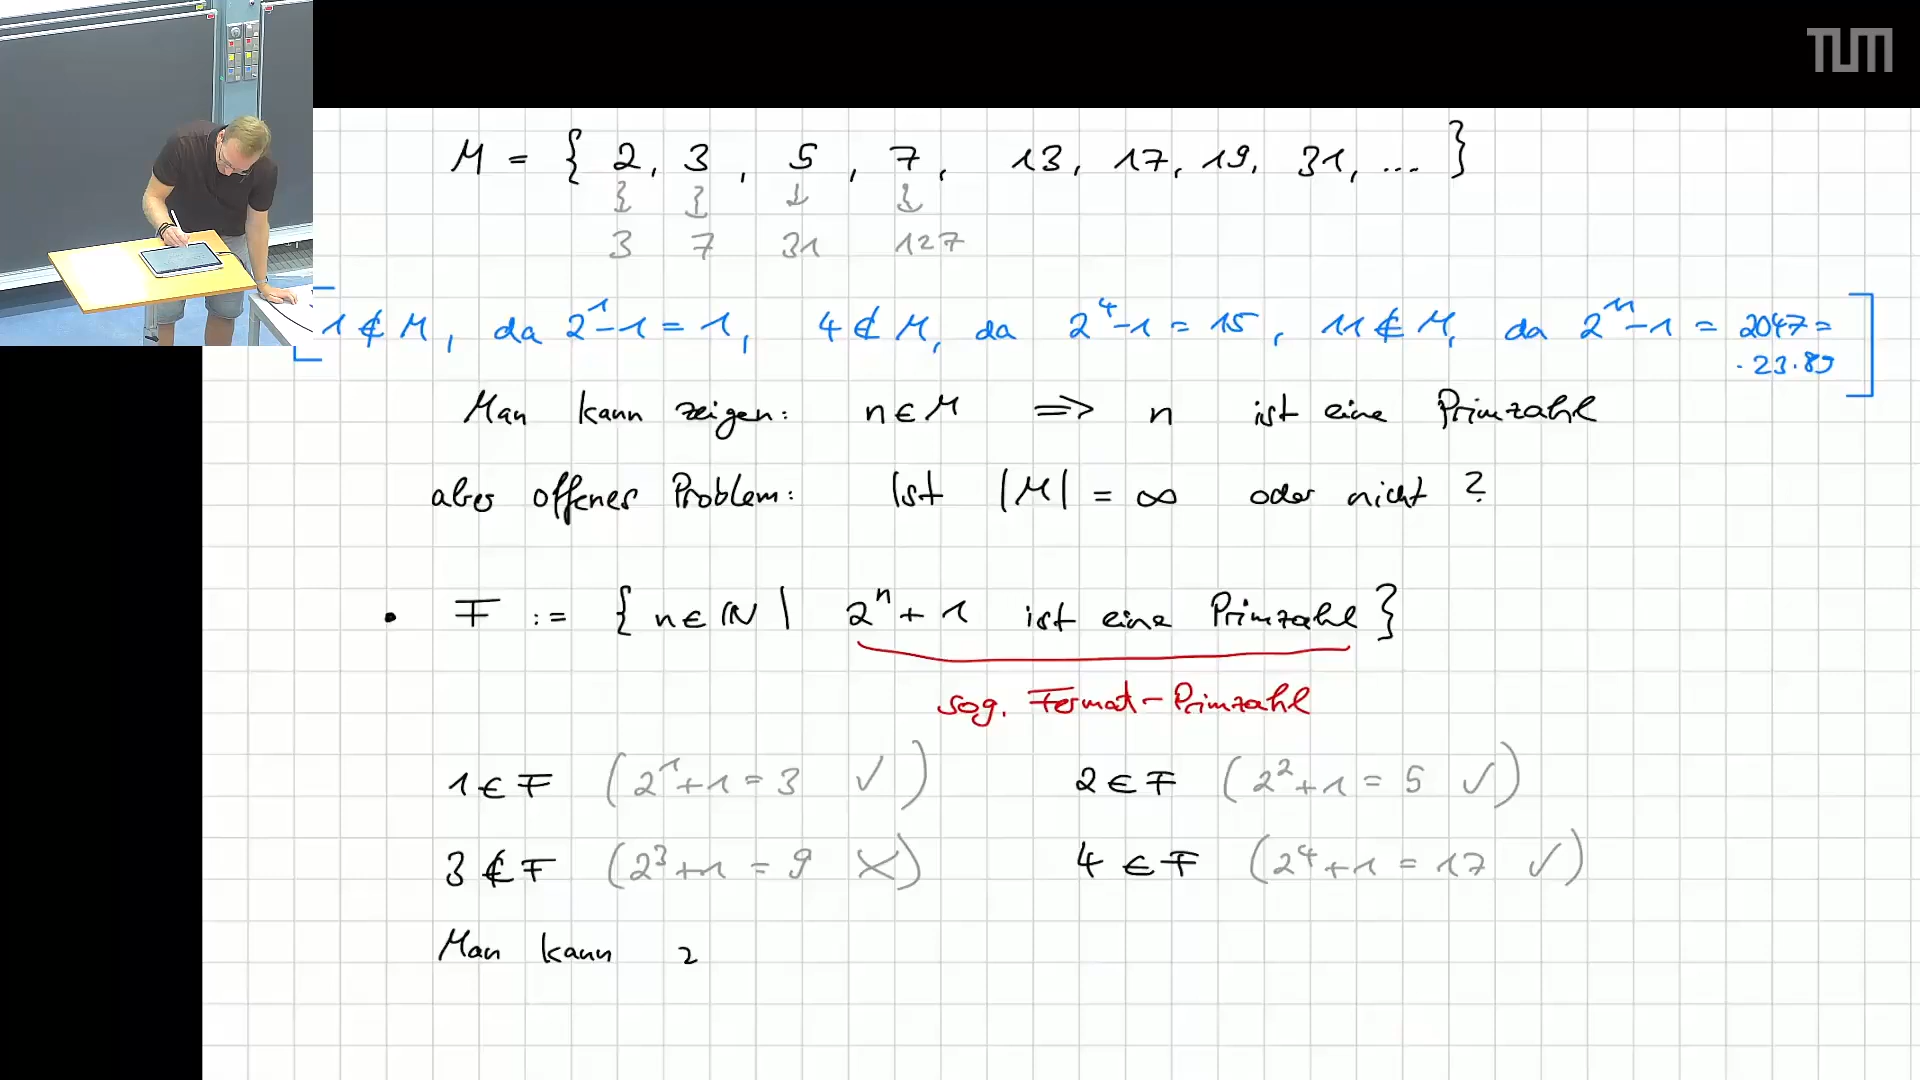 TUM
M = { 2, 3, 5, 7, 13, 17, 19, 31, ... }
3 7 31 127
[1 ∉ M, da 2^1-1 = 1, 4 ∉ M, da 2^4-1 = 15, 11 ∉ M, da 2^11-1 = 2047 =
· 23·89]
Man kann zeigen: n ∈ M ⟹ n ist eine Primzahl
aber offenes Problem: Ist |M| = ∞ oder nicht ?
• F := { n ∈ ℕ | 2^n + 1 ist eine Primzahl }
sog. Fermat-Primzahl
1 ∈ F (2^1+1 = 3 ✓) 2 ∈ F (2^2+1 = 5 ✓)
3 ∉ F (2^3+1 = 9 ✗) 4 ∈ F (2^4+1 = 17 ✓)
Man kann z